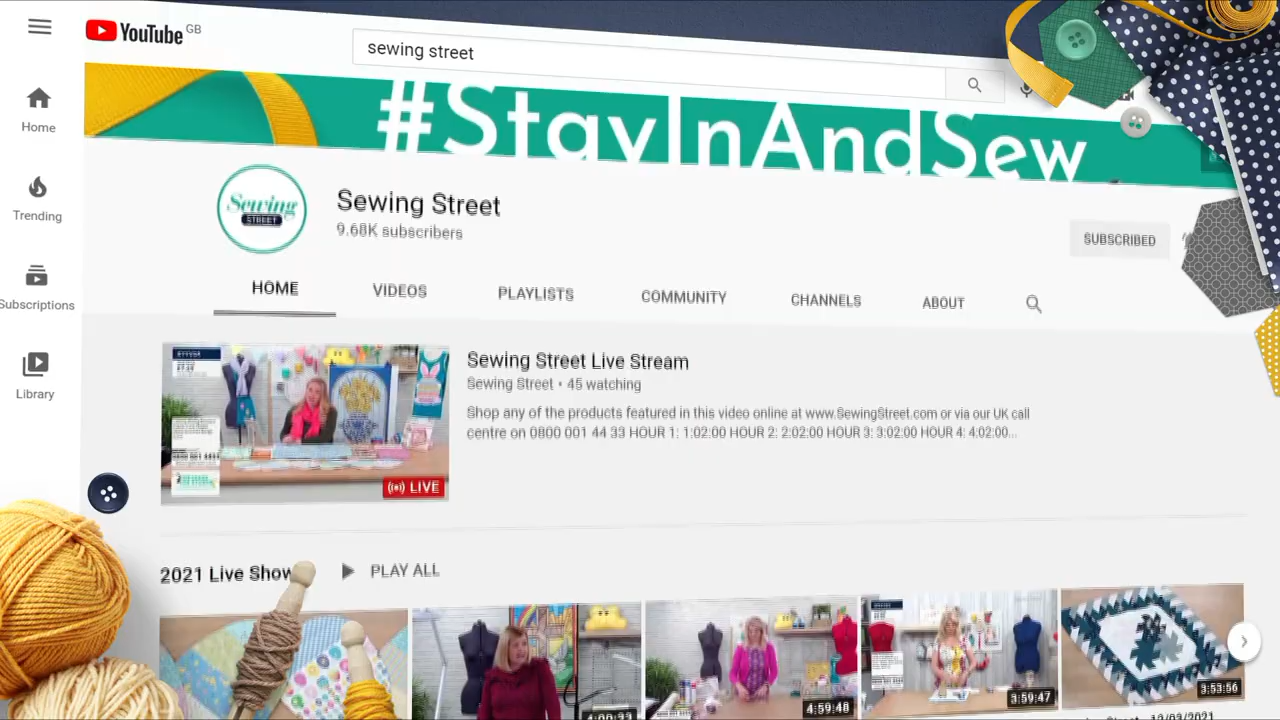 YouTube GB
sewing street
Home
Trending
Subscriptions
Library
#StayInAndSew
Sewing
STREET
Sewing Street
9.68K subscribers
SUBSCRIBED
HOME VIDEOS PLAYLISTS COMMUNITY CHANNELS ABOUT
Sewing Street Live Stream
Sewing Street • 45 watching
Shop any of the products featured in this video online at www.SewingStreet.com or via our UK call
centre on 0800 001 44 33 HOUR 1: 1:02:00 HOUR 2: 2:02:00 HOUR 3: 3:02:00 HOUR 4: 4:02:00...
LIVE
2021 Live Show
PLAY ALL
4:59:48
3:59:47
3:53:56
12/03/2021